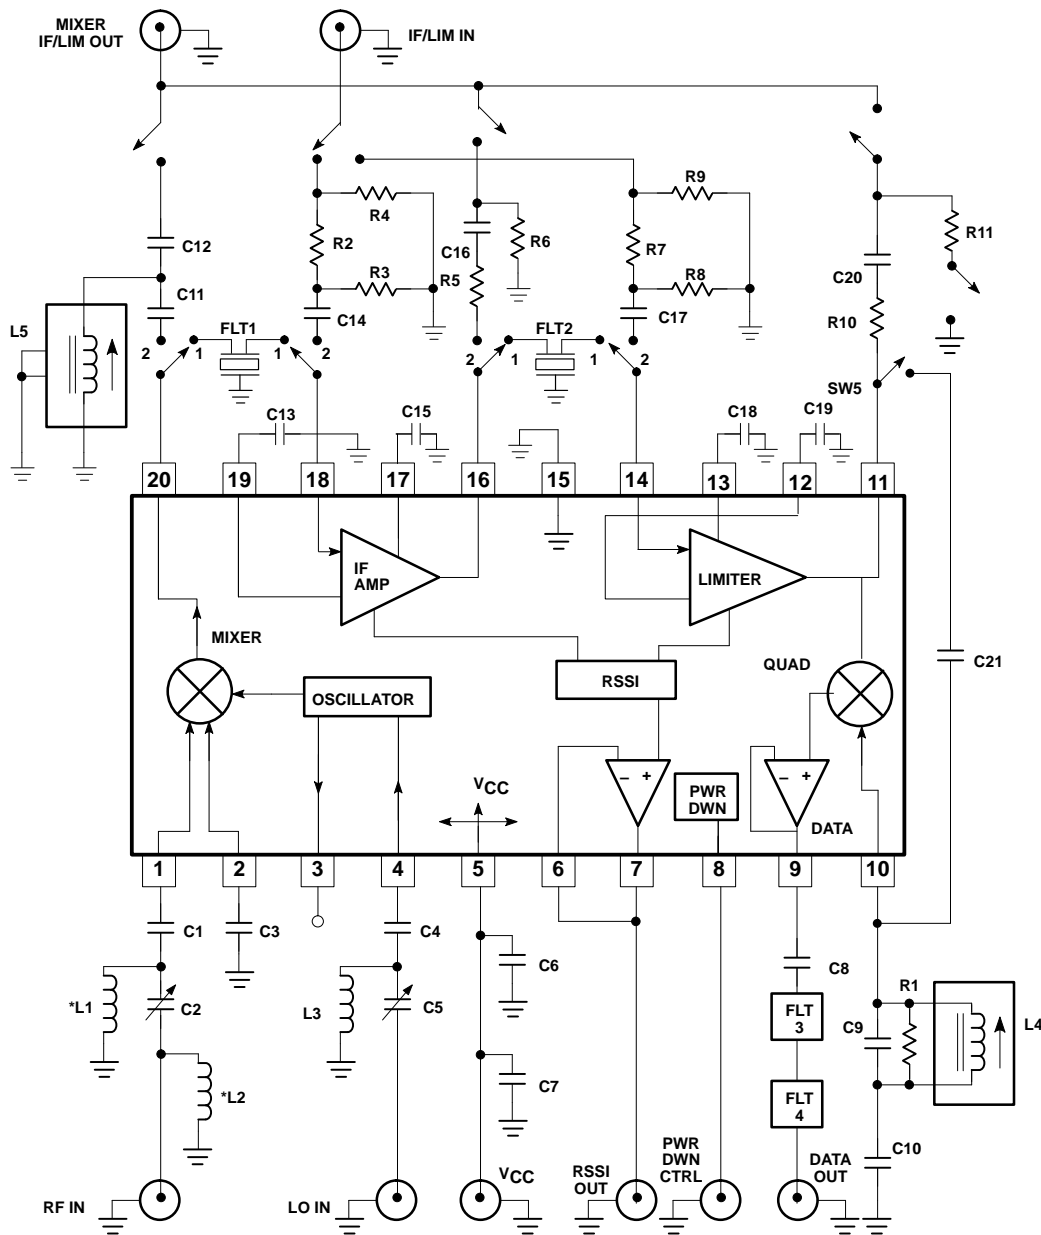 MIXER
IF/LIM OUT
IF/LIM IN
R9
R4
R11
C12
R2
C16
R6
R7
C20
C11
R3
R5
R8
L5
C14
C17
R10
FLT1
FLT2
2
1
1
2
2
1
1
2
SW5
C13
C15
C18
C19
20
19
18
17
16
15
14
13
12
11
IF
AMP
LIMITER
MIXER
QUAD
C21
RSSI
OSCILLATOR
VCC
– +
PWR
DWN
– +
DATA
1
2
3
4
5
6
7
8
9
10
C1
C3
C4
C6
C8
*L1
C2
L3
C5
R1
FLT
3
C9
L4
C7
*L2
FLT
4
C10
RF IN
LO IN
VCC
RSSI
OUT
PWR
DWN
CTRL
DATA
OUT